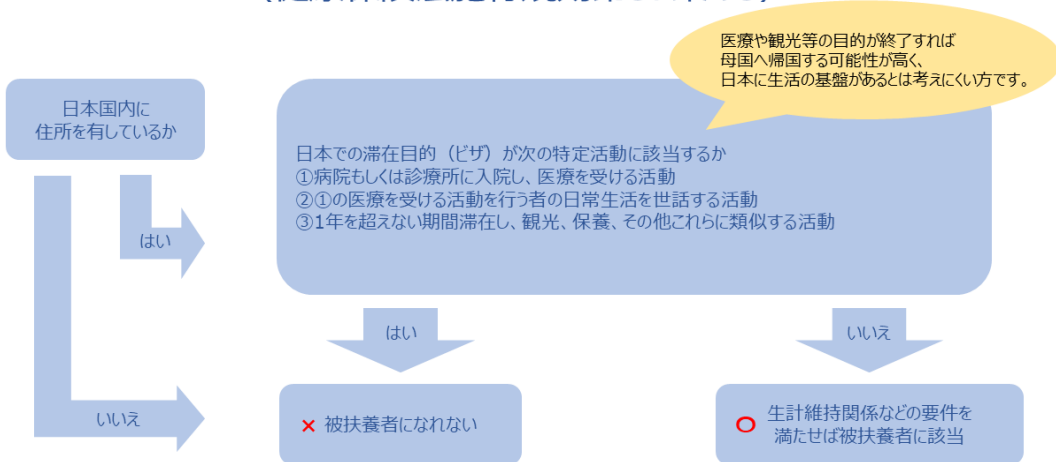 医療や観光等の目的が終了すれば
母国へ帰国する可能性が高く、
日本に生活の基盤があるとは考えにくい方です。
日本国内に
住所を有しているか
日本での滞在目的（ビザ）が次の特定活動に該当するか
①病院もしくは診療所に入院し、医療を受ける活動
②①の医療を受ける活動を行う者の日常生活を世話する活動
③1年を超えない期間滞在し、観光、保養、その他これらに類似する活動
はい
はい
いいえ
いいえ
× 被扶養者になれない
○ 生計維持関係などの要件を
満たせば被扶養者に該当